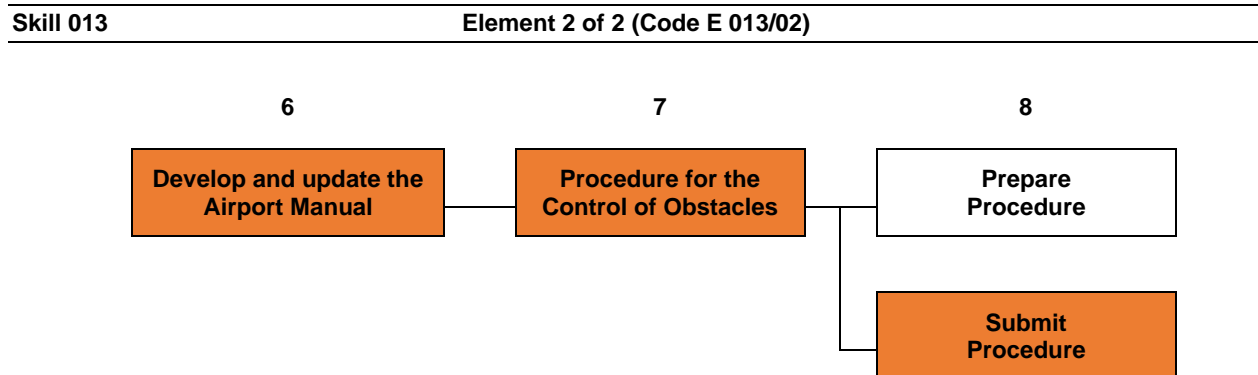 Skill 013 Element 2 of 2 (Code E 013/02)
6 7 8
Develop and update the
Airport Manual
Procedure for the
Control of Obstacles
Prepare
Procedure
Submit
Procedure